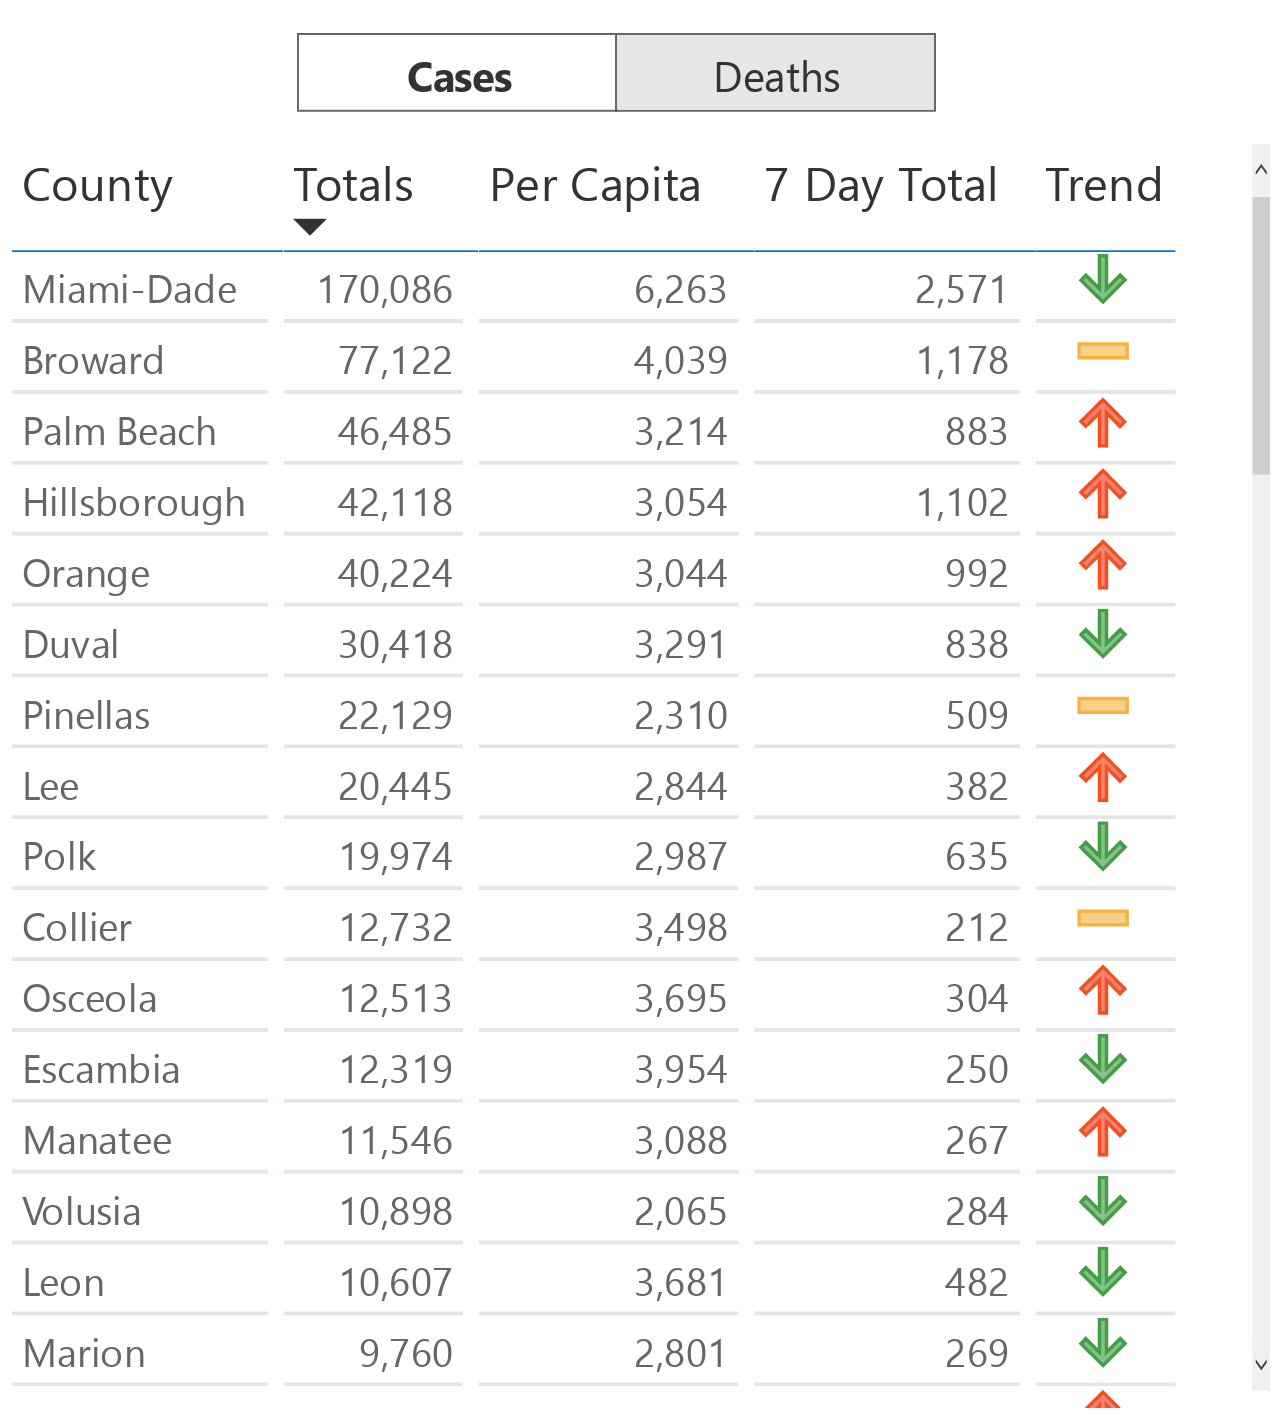 Cases Deaths
County Totals Per Capita 7 Day Total Trend
Miami-Dade 170,086 6,263 2,571
Broward 77,122 4,039 1,178
Palm Beach 46,485 3,214 883
Hillsborough 42,118 3,054 1,102
Orange 40,224 3,044 992
Duval 30,418 3,291 838
Pinellas 22,129 2,310 509
Lee 20,445 2,844 382
Polk 19,974 2,987 635
Collier 12,732 3,498 212
Osceola 12,513 3,695 304
Escambia 12,319 3,954 250
Manatee 11,546 3,088 267
Volusia 10,898 2,065 284
Leon 10,607 3,681 482
Marion 9,760 2,801 269